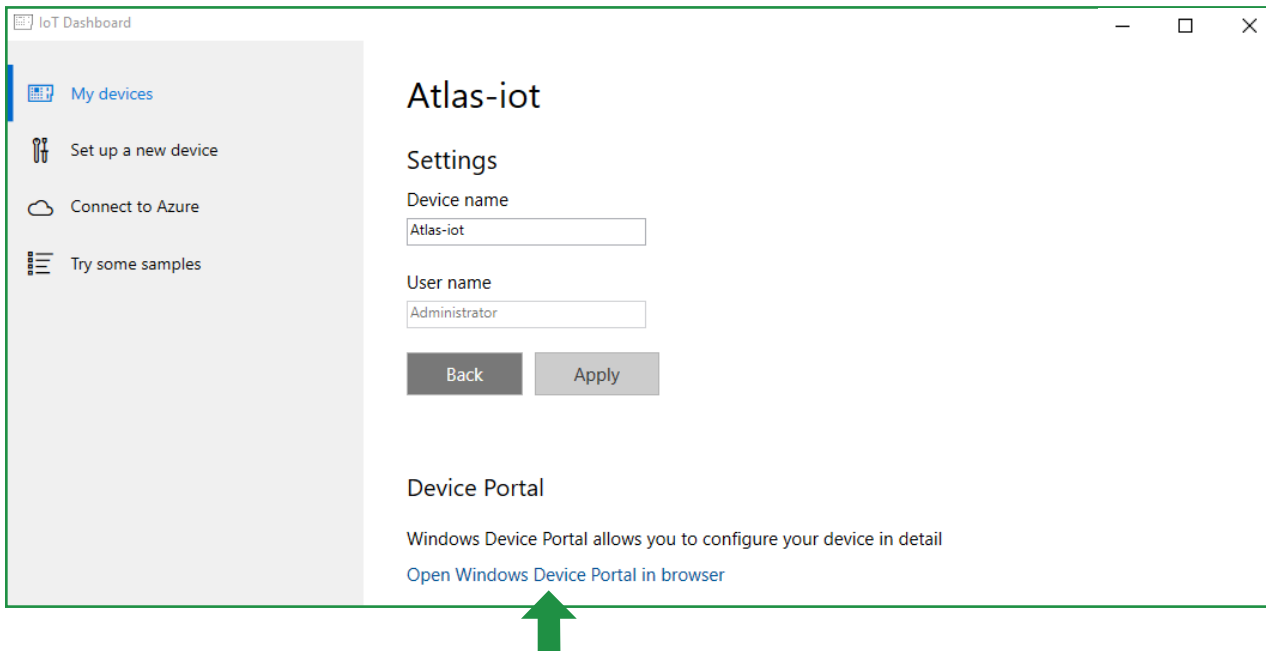 IoT Dashboard
My devices
Set up a new device
Connect to Azure
Try some samples
Atlas-iot
Settings
Device name
Atlas-iot
User name
Administrator
Back Apply
Device Portal
Windows Device Portal allows you to configure your device in detail
Open Windows Device Portal in browser